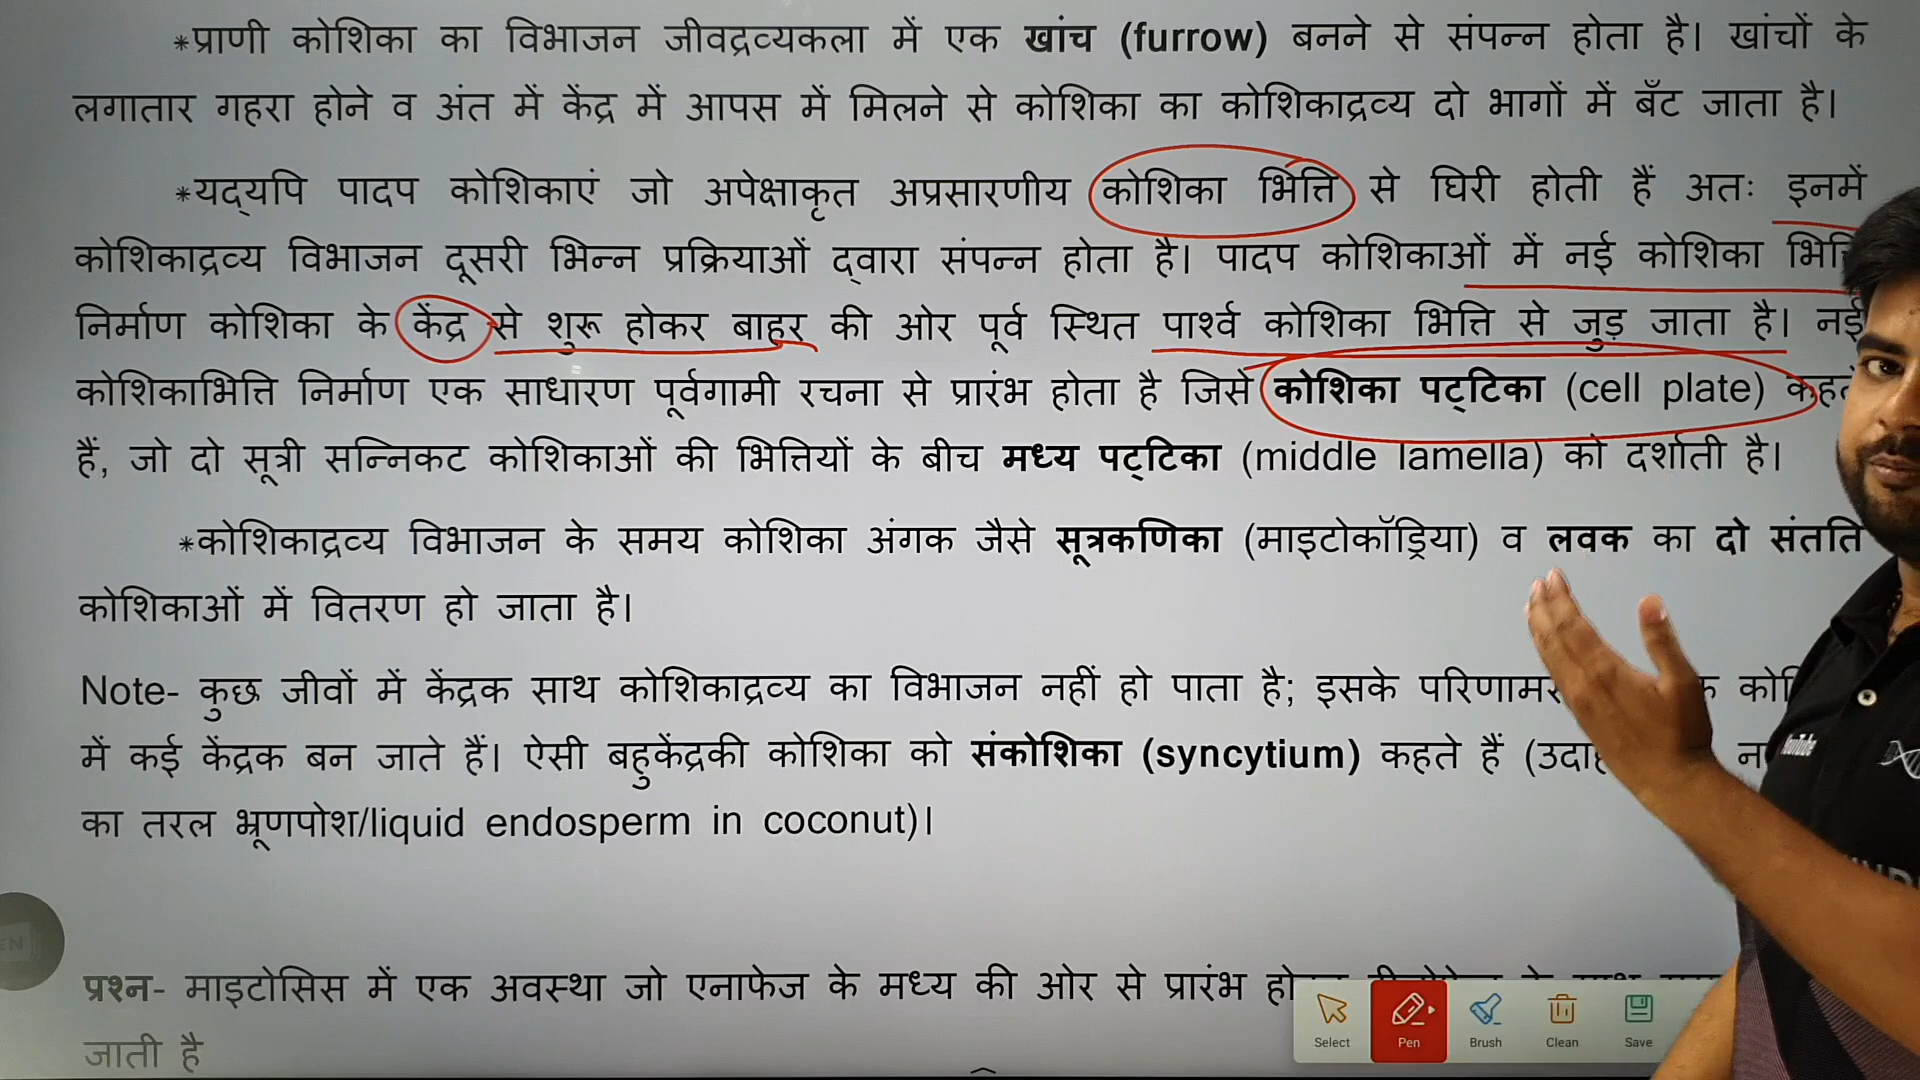 *प्राणी कोशिका का विभाजन जीवद्रव्यकला में एक खांच (furrow) बनने से संपन्न होता है। खांचों के
लगातार गहरा होने व अंत में केंद्र में आपस में मिलने से कोशिका का कोशिकाद्रव्य दो भागों में बँट जाता है।
*यद्यपि पादप कोशिकाएं जो अपेक्षाकृत अप्रसारणीय कोशिका भित्ति से घिरी होती हैं अतः इनमें
कोशिकाद्रव्य विभाजन दूसरी भिन्न प्रक्रियाओं द्वारा संपन्न होता है। पादप कोशिकाओं में नई कोशिका
निर्माण कोशिका के केंद्र से शुरू होकर बाहर की ओर पूर्व स्थित पार्श्व कोशिका भित्ति से जुड़ जाता है। नई
कोशिकाभित्ति निर्माण एक साधारण पूर्वगामी रचना से प्रारंभ होता है जिसे कोशिका पट्टिका (cell plate)
हैं, जो दो सूत्री सन्निकट कोशिकाओं की भित्तियों के बीच मध्य पट्टिका (middle lamella) को दर्शाती है।
*कोशिकाद्रव्य विभाजन के समय कोशिका अंगक जैसे सूत्रकणिका (माइटोकॉड्रिया) व लवक का दो संतति
कोशिकाओं में वितरण हो जाता है।
Note- कुछ जीवों में केंद्रक साथ कोशिकाद्रव्य का विभाजन नहीं हो पाता है; इसके
में कई केंद्रक बन जाते हैं। ऐसी बहुकेंद्रकी कोशिका को संकोशिका (syncytium) कहते हैं
का तरल भ्रूणपोश/liquid endosperm in coconut)।
प्रश्न- माइटोसिस में एक अवस्था जो एनाफेज के मध्य की ओर से प्रारंभ
जाती है
Select Pen Brush Clean Save
YouTube
EN